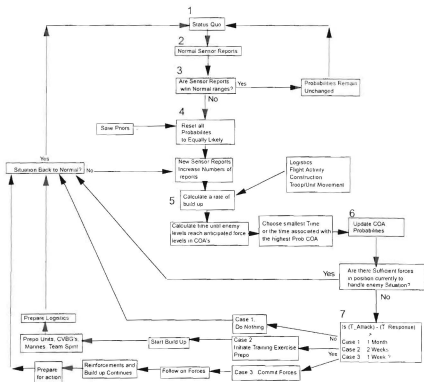 1
Status Quo
2
Normal Sensor Reports
3
Are Sensor Reports
with Normal ranges?
Yes
Probabilities Remain
Unchanged
No
4
Save Priors
Reset all
Probabilites
to Equally Likely
Yes
Situation Back to Normal?
No
New Sensor Reports
Increase Numbers of
reports
Logistics
Flight Activity
Construction
Troop/Unit Movement
5
Calculate a rate of
build up
Calculate time until enemy
levels reach anticipated force
levels in COA's
Choose smallest Time
or the time associated with
the highest Prob COA
6
Update COA
Probabilities
Yes
Are there Sufficient forces
in position currently to
handle enemy Situation?
No
7
Is (T_Attack) - (T_Response)
>
Case 1 1 Month
Case 2 2 Weeks
Case 3 1 Week ?
No
Yes
Case 1.
Do Nothing
Case 2
Initiate Training Exercise
Prepo
Case 3. Commit Forces
Start Build Up
Prepare Logistics
Prepo Units, CVBG's,
Marines, Team Spirit
Follow on Forces
Reinforcements and
Build up Continues
Prepare
for action